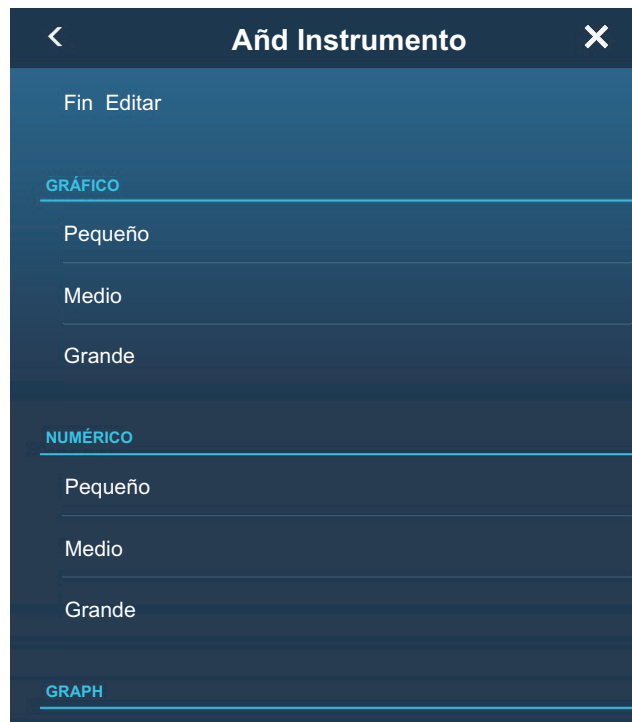 Añd Instrumento
Fin Editar
GRÁFICO
Pequeño
Medio
Grande
NUMÉRICO
Pequeño
Medio
Grande
GRAPH